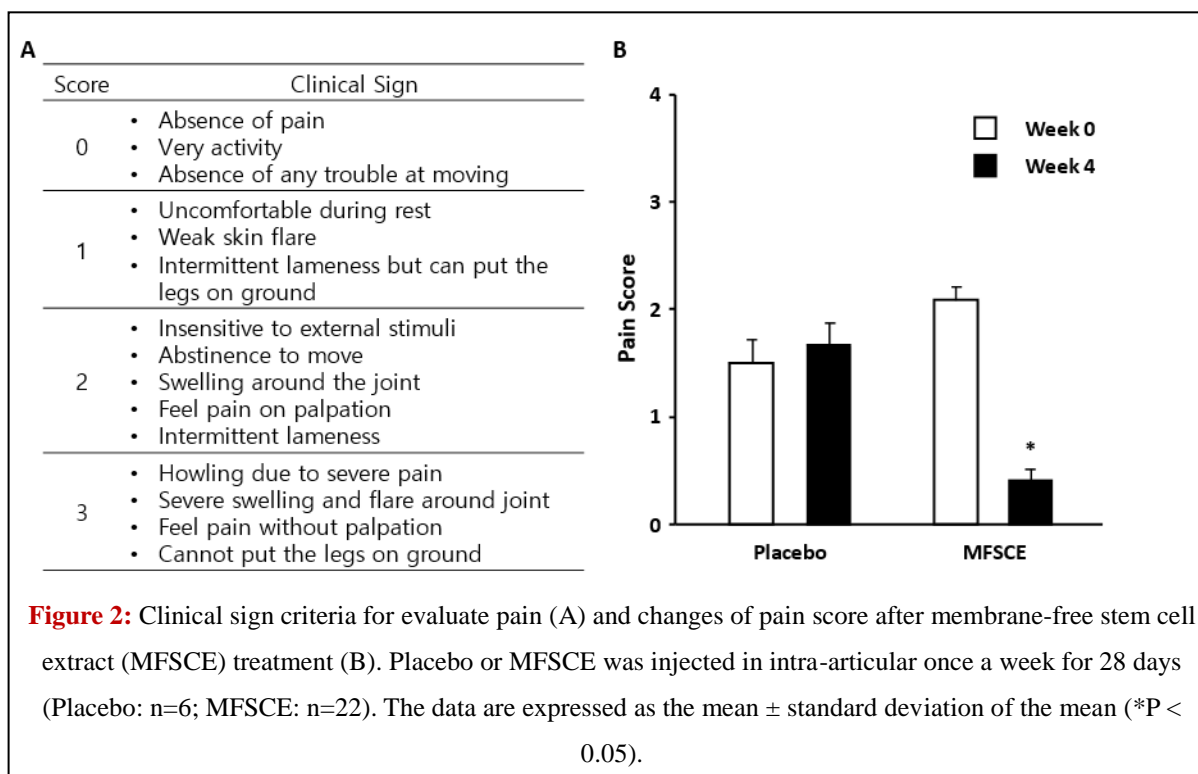 A
Score Clinical Sign
0
• Absence of pain
• Very activity
• Absence of any trouble at moving
1
• Uncomfortable during rest
• Weak skin flare
• Intermittent lameness but can put the
legs on ground
2
• Insensitive to external stimuli
• Abstinence to move
• Swelling around the joint
• Feel pain on palpation
• Intermittent lameness
3
• Howling due to severe pain
• Severe swelling and flare around joint
• Feel pain without palpation
• Cannot put the legs on ground
B
Pain Score
4
3
2
1
0
Week 0
Week 4
*
Placebo MFSCE
Figure 2: Clinical sign criteria for evaluate pain (A) and changes of pain score after membrane-free stem cell
extract (MFSCE) treatment (B). Placebo or MFSCE was injected in intra-articular once a week for 28 days
(Placebo: n=6; MFSCE: n=22). The data are expressed as the mean ± standard deviation of the mean (*P <
0.05).